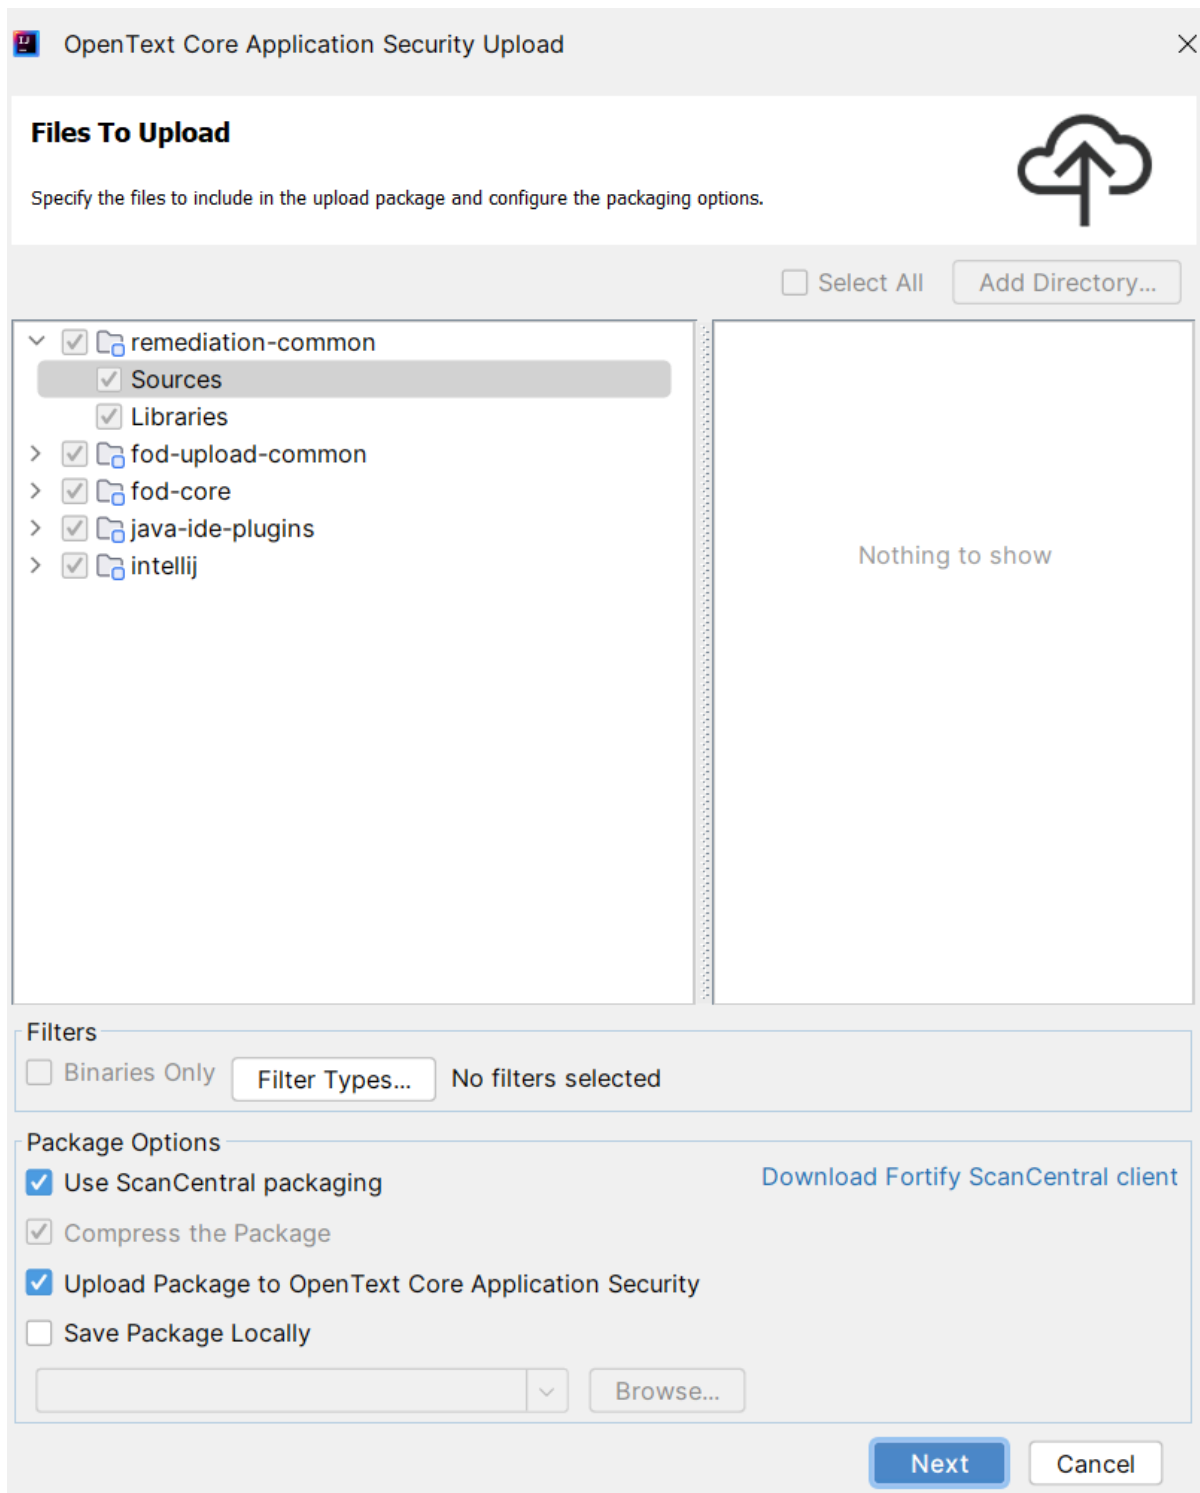 OpenText Core Application Security Upload
Files To Upload
Specify the files to include in the upload package and configure the packaging options.
Select All
Add Directory...
remediation-common
Sources
Libraries
fod-upload-common
fod-core
java-ide-plugins
intellij
Nothing to show
Filters
Binaries Only
Filter Types...
No filters selected
Package Options
Use ScanCentral packaging
Download Fortify ScanCentral client
Compress the Package
Upload Package to OpenText Core Application Security
Save Package Locally
Browse...
Next
Cancel